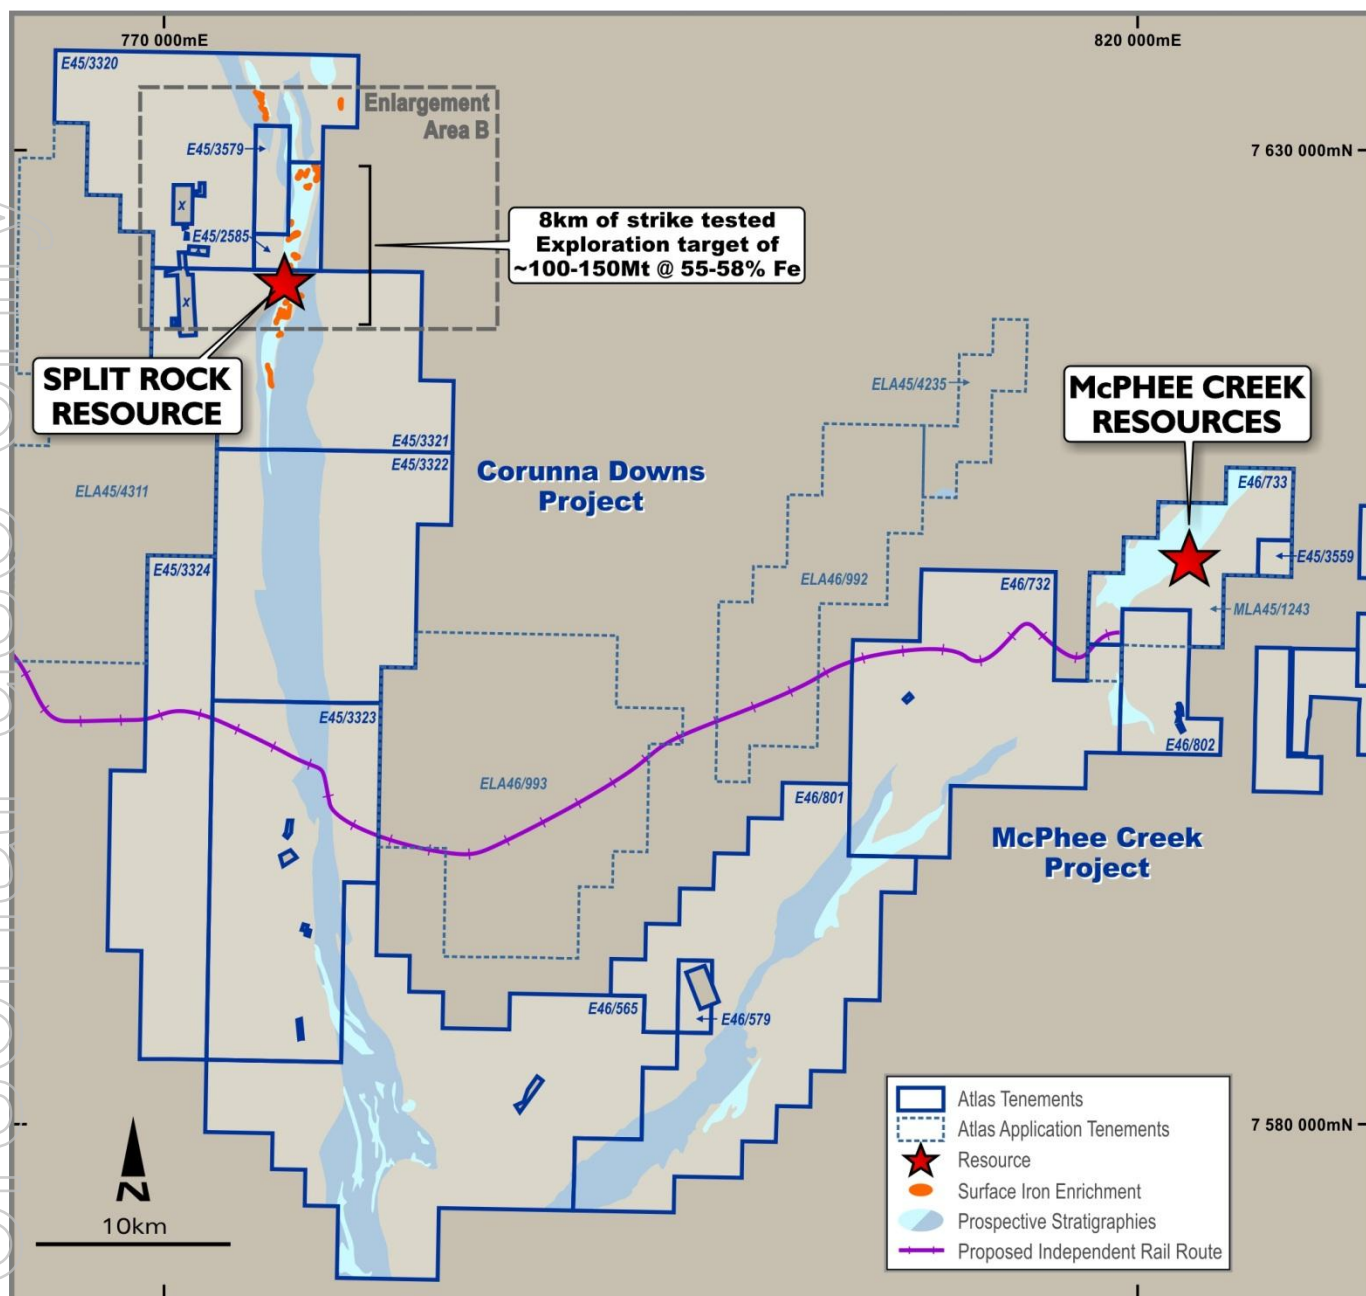 770 000mE
820 000mE
E45/3320
Enlargement
Area B
7 630 000mN
E45/3579
x
E45/2585
8km of strike tested
Exploration target of
~100-150Mt @ 55-58% Fe
x
SPLIT ROCK
RESOURCE
ELA45/4235
McPHEE CREEK
RESOURCES
E45/3321
E45/3322
Corunna Downs
Project
ELA45/4311
E46/733
E45/3324
E45/3559
ELA46/992
E46/732
MLA45/1243
E45/3323
E46/802
ELA46/993
E46/801
McPhee Creek
Project
E46/565
E46/579
7 580 000mN
N
10km
Atlas Tenements
Atlas Application Tenements
Resource
Surface Iron Enrichment
Prospective Stratigraphies
Proposed Independent Rail Route